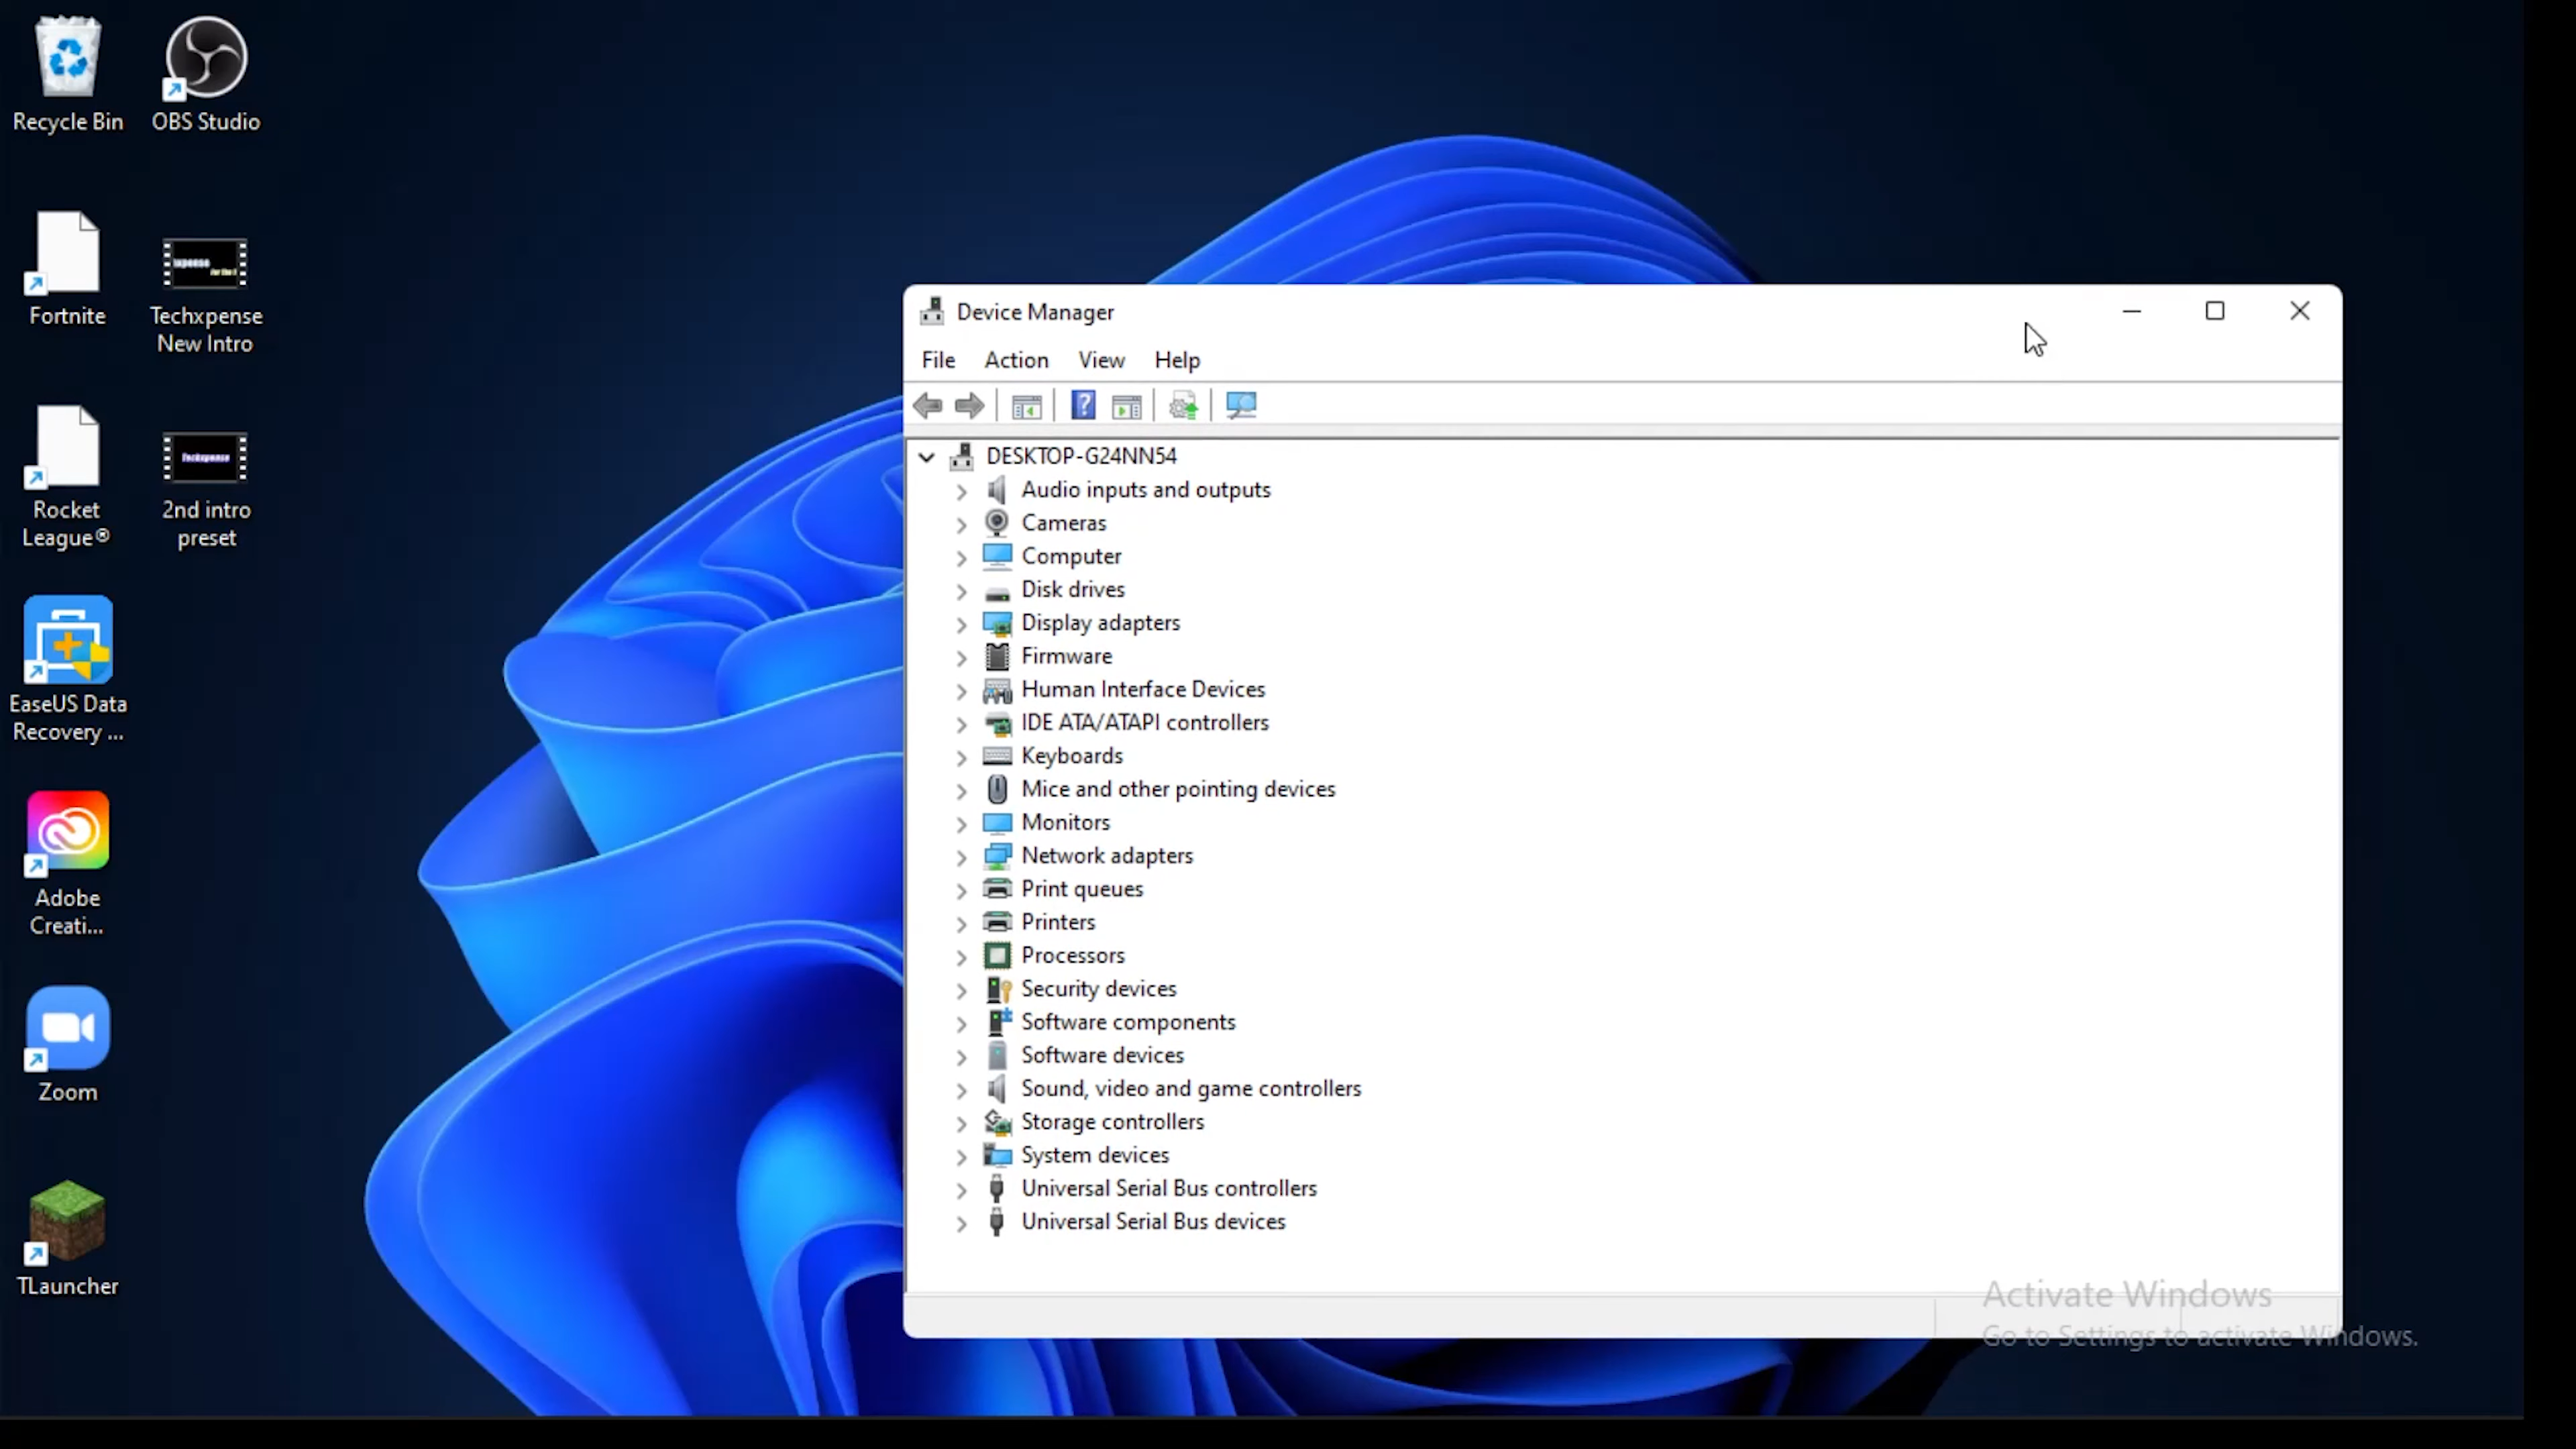 Recycle Bin
OBS Studio
Fortnite
Techxpense
New Intro
Rocket
League®
2nd intro
preset
EaseUS Data
Recovery ...
Adobe
Creati...
Zoom
TLauncher
xpense
Techxpense
Device Manager
File
Action
View
Help
DESKTOP-G24NN54
Audio inputs and outputs
Cameras
Computer
Disk drives
Display adapters
Firmware
Human Interface Devices
IDE ATA/ATAPI controllers
Keyboards
Mice and other pointing devices
Monitors
Network adapters
Print queues
Printers
Processors
Security devices
Software components
Software devices
Sound, video and game controllers
Storage controllers
System devices
Universal Serial Bus controllers
Universal Serial Bus devices
Activate Windows
Go to Settings to activate Windows.